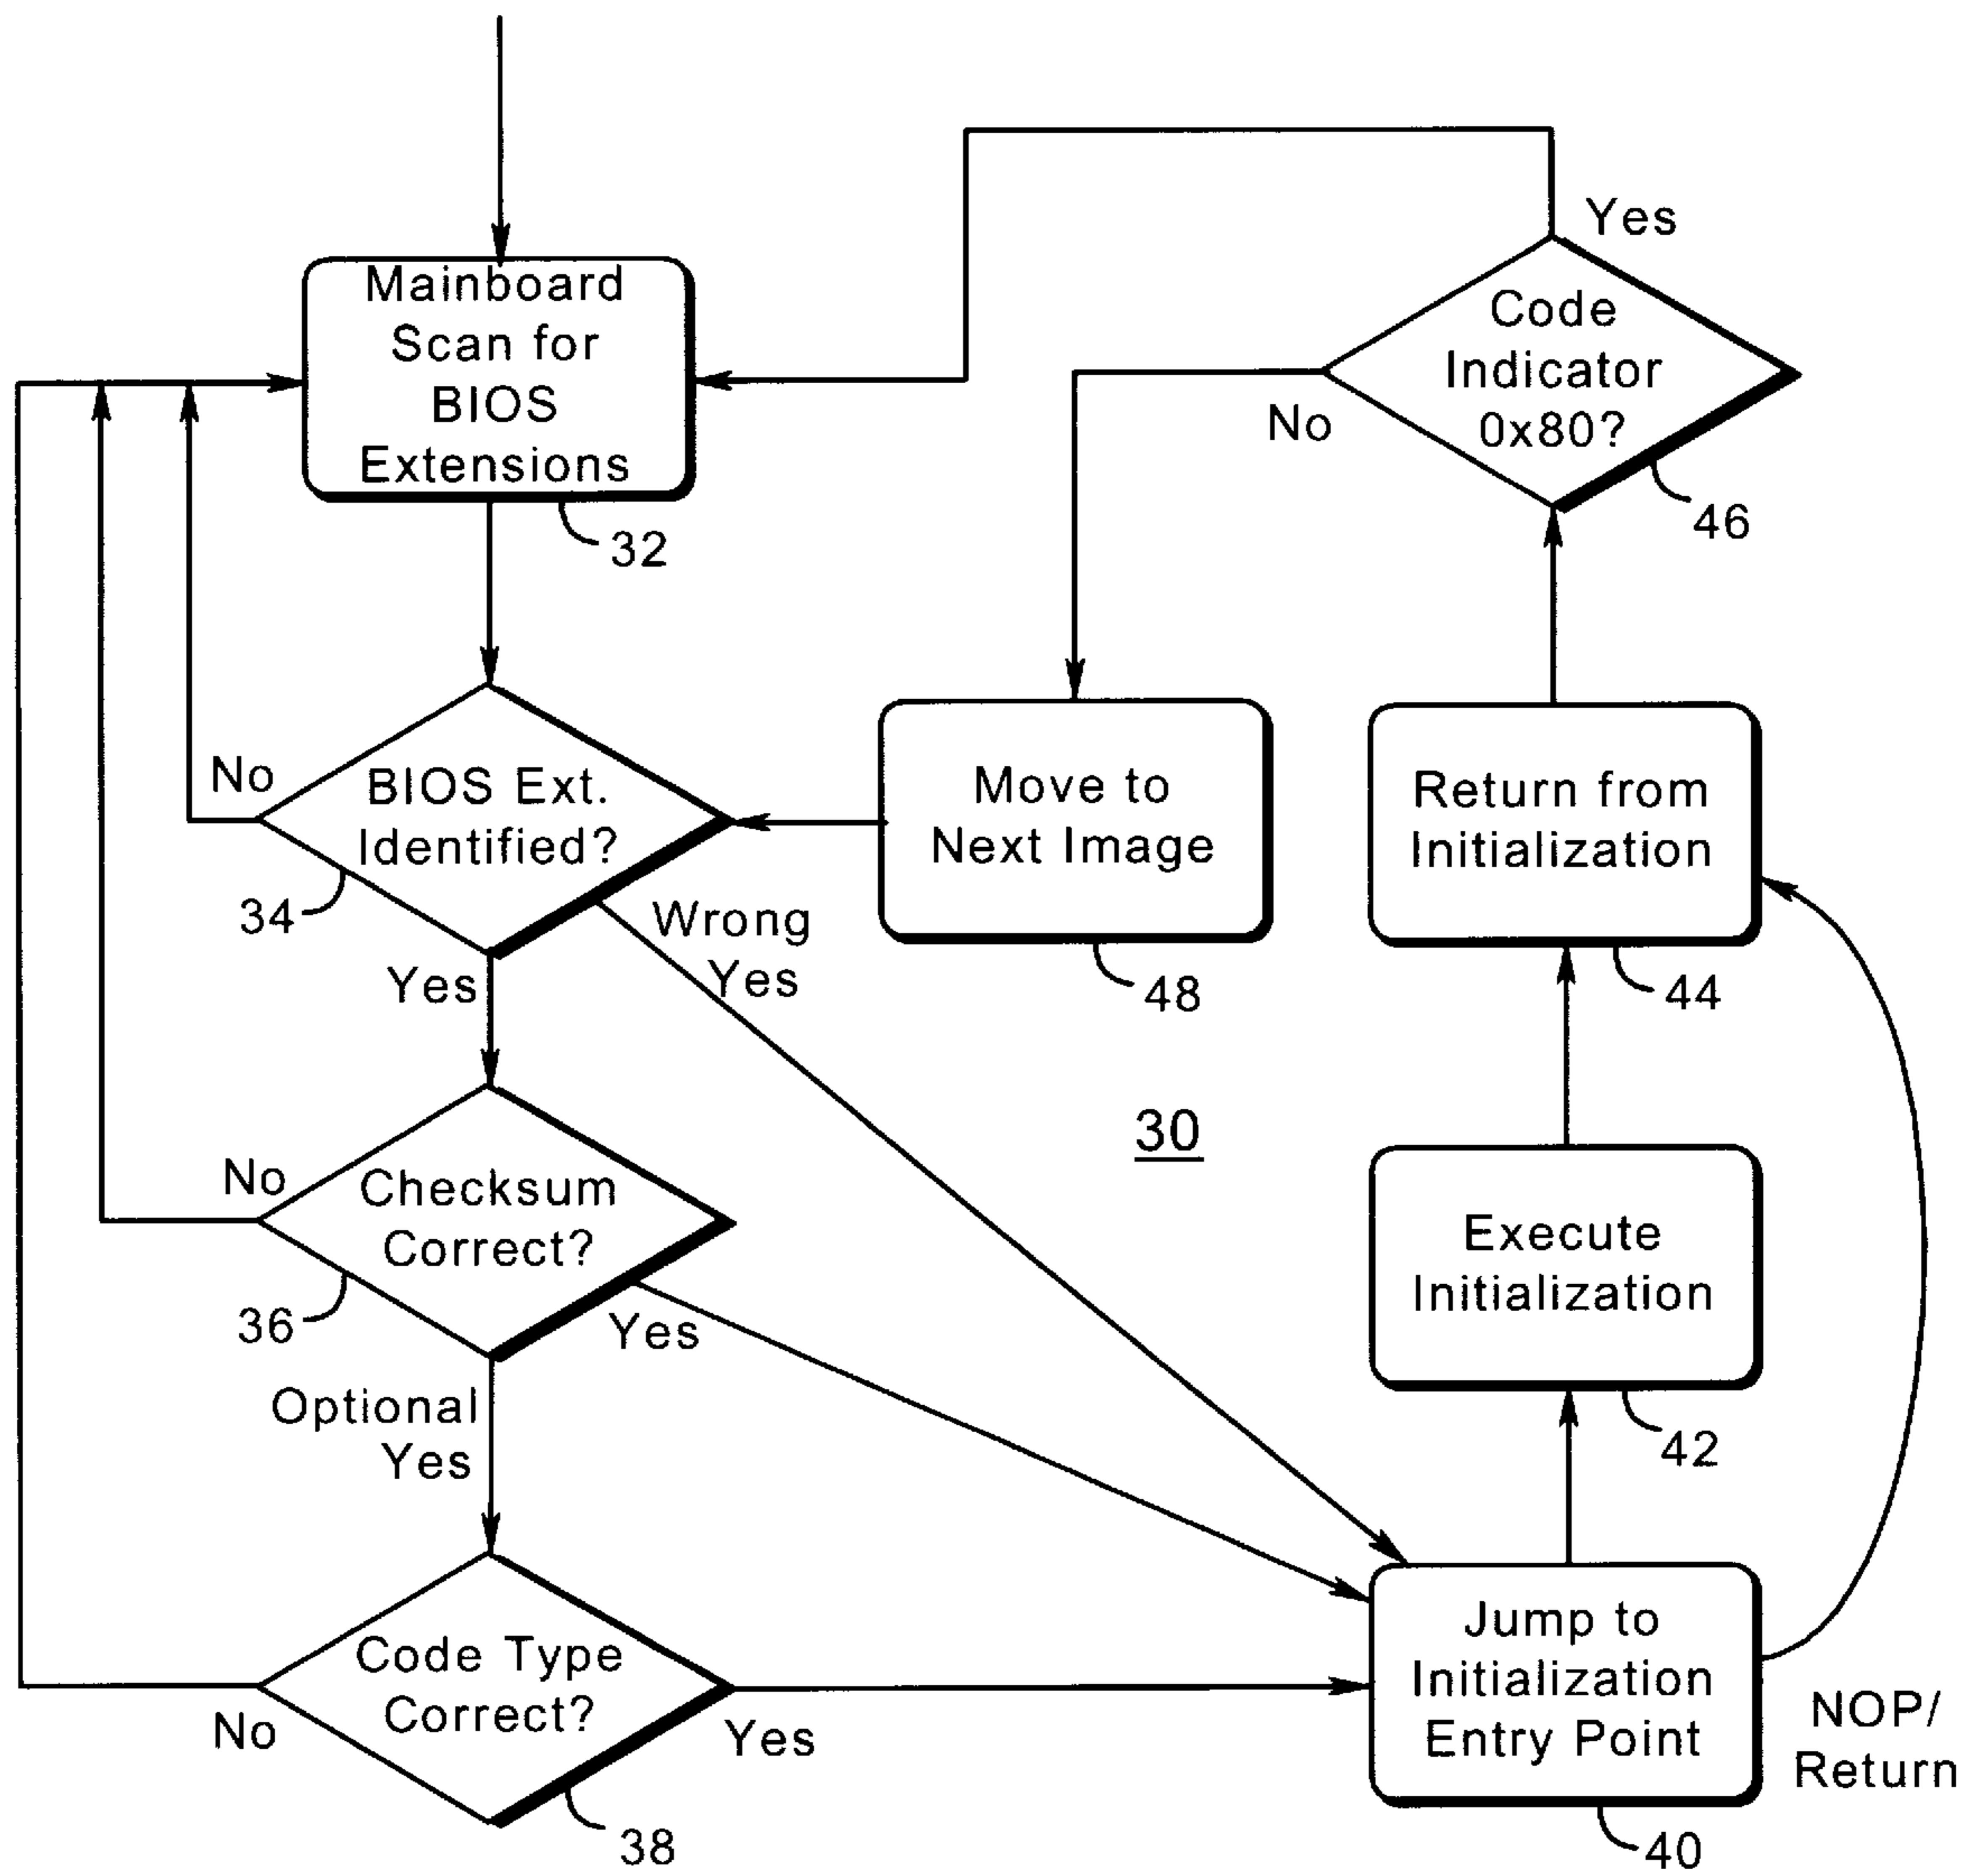 Mainboard
Scan for
BIOS
Extensions
32
Yes
Code
Indicator
0x80?
No
46
No
BIOS Ext.
Identified?
34
Wrong
Yes
Yes
Move to
Next Image
48
Return from
Initialization
44
30
No
Checksum
Correct?
36
Yes
Optional
Yes
Execute
Initialization
42
Code Type
Correct?
No
Yes
38
Jump to
Initialization
Entry Point
40
NOP/
Return